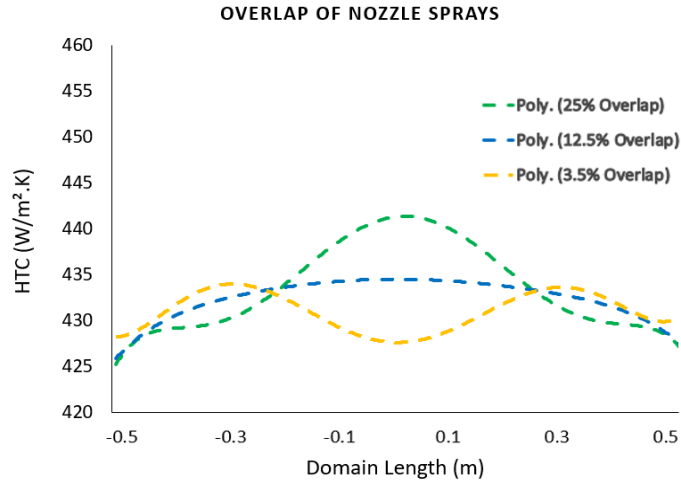 OVERLAP OF NOZZLE SPRAYS
460
455
450
445
440
435
430
425
420
HTC (W/m².K)
Poly. (25% Overlap)
Poly. (12.5% Overlap)
Poly. (3.5% Overlap)
-0.5 -0.3 -0.1 0.1 0.3 0.5
Domain Length (m)